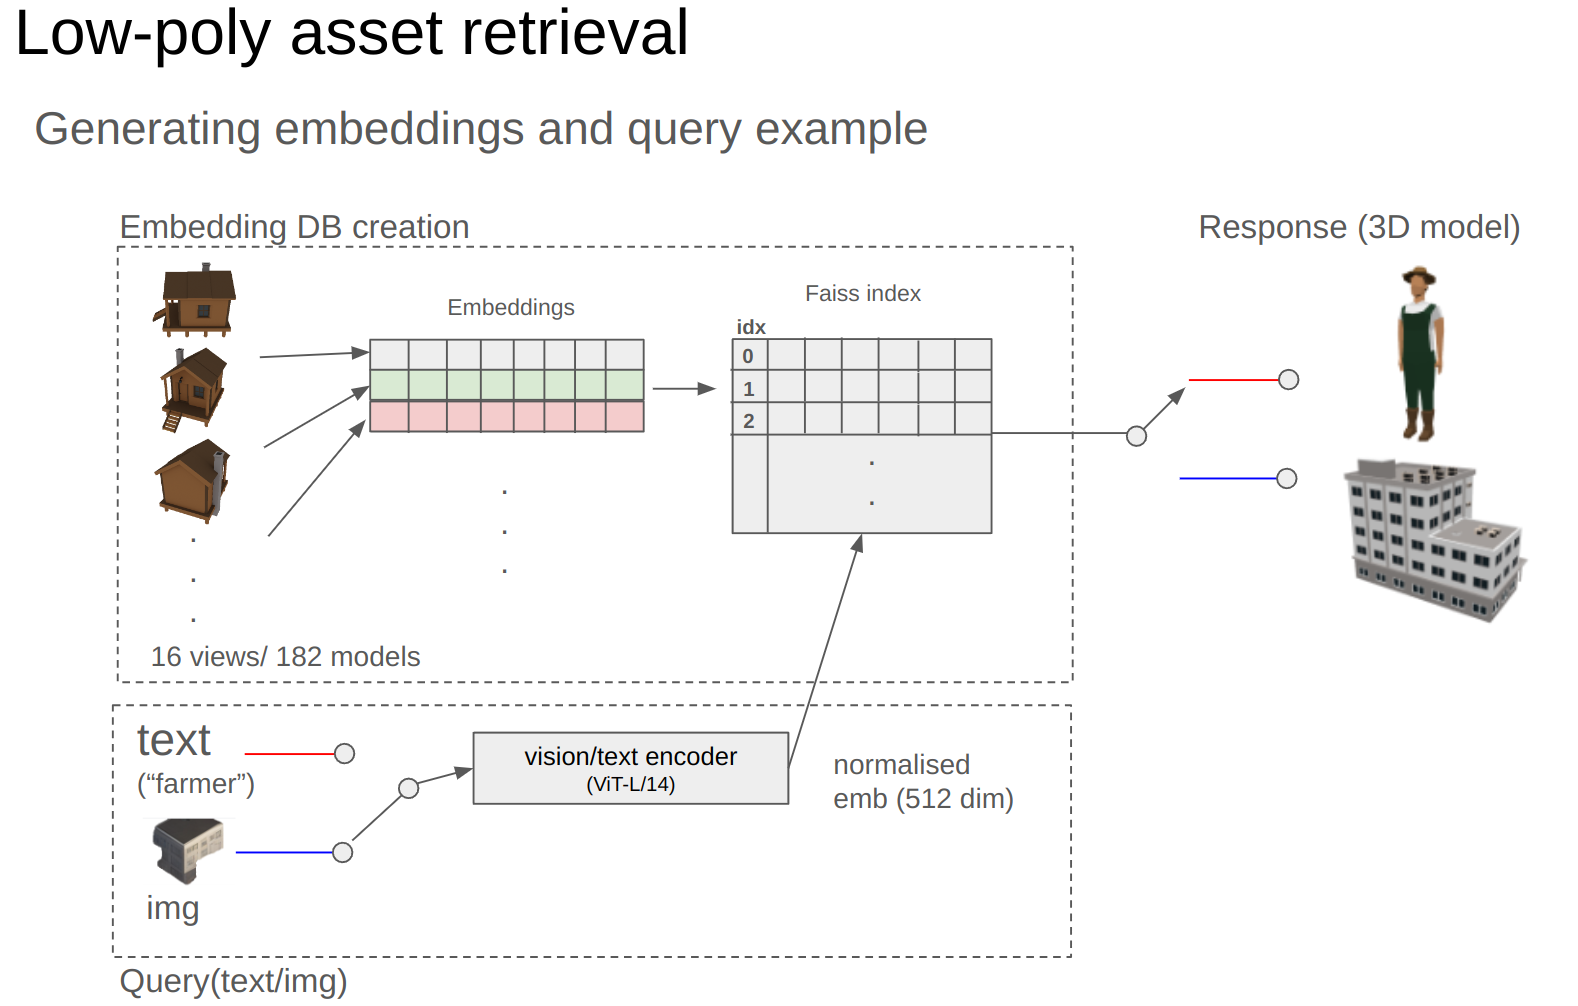 Low-poly asset retrieval
Generating embeddings and query example
Embedding DB creation
Response (3D model)
Embeddings
Faiss index
idx
0
1
2
16 views/ 182 models
text
(“farmer”)
img
vision/text encoder
(ViT-L/14)
normalised
emb (512 dim)
Query(text/img)